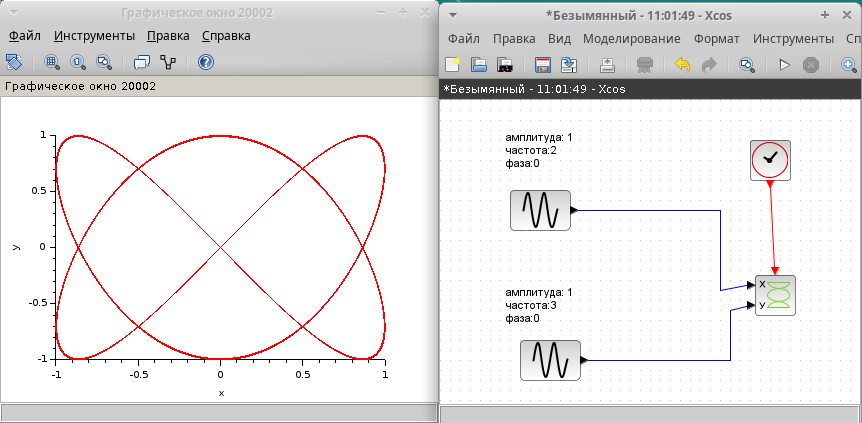 Графическое окно 20002
Файл Инструменты Правка Справка
Графическое окно 20002
1
0.5
0
-0.5
-1
y
-1 -0.5 0 0.5 1
x
*Безымянный - 11:01:49 - Xcos
Файл Правка Вид Моделирование Формат Инструменты Сп
*Безымянный - 11:01:49 - Xcos
амплитуда: 1
частота:2
фаза:0
амплитуда: 1
частота:3
фаза:0
X
y